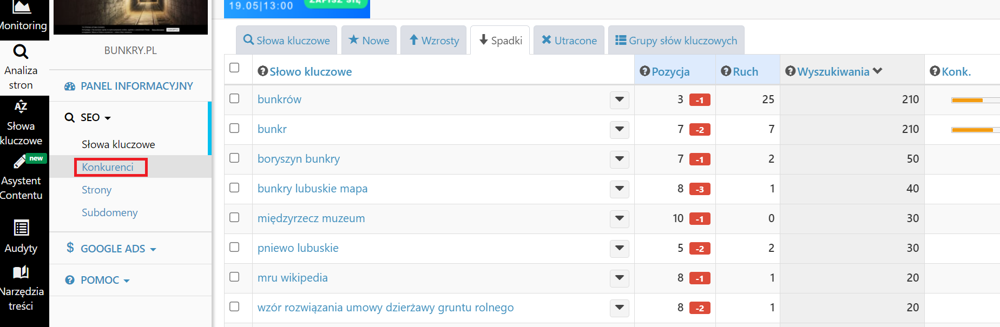 Monitoring
Analiza
stron
Słowa
kluczowe
new
Asystent
Contentu
Audyty
Narzędzia
treści
BUNKRY.PL
PANEL INFORMACYJNY
SEO
Słowa kluczowe
Konkurenci
Strony
Subdomeny
$ GOOGLE ADS
POMOC
19.05|13:00
ZAPISZ SIĘ
Słowa kluczowe Nowe Wzrosty Spadki Utracone Grupy słów kluczowych
Słowo kluczowe Pozycja Ruch Wyszukiwania Konk.
bunkrów 3 -1 25 210
bunkr 7 -2 7 210
boryszyn bunkry 7 -1 2 50
bunkry lubuskie mapa 8 -3 1 40
międzyrzecz muzeum 10 -1 0 30
pniewo lubuskie 5 -2 2 30
mru wikipedia 8 -1 1 20
wzór rozwiązania umowy dzierżawy gruntu rolnego 8 -2 1 20